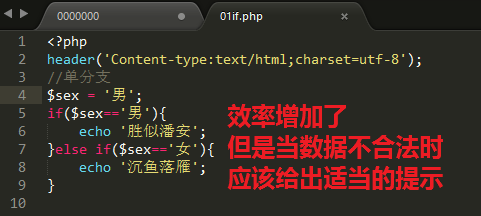 0000000 01if.php
1 <?php
2 header('Content-type:text/html;charset=utf-8');
3 //单分支
4 $sex = '男';
5 if($sex=='男'){
6 echo '胜似潘安';
7 }else if($sex=='女'){
8 echo '沉鱼落雁';
9 }
10
效率增加了
但是当数据不合法时
应该给出适当的提示